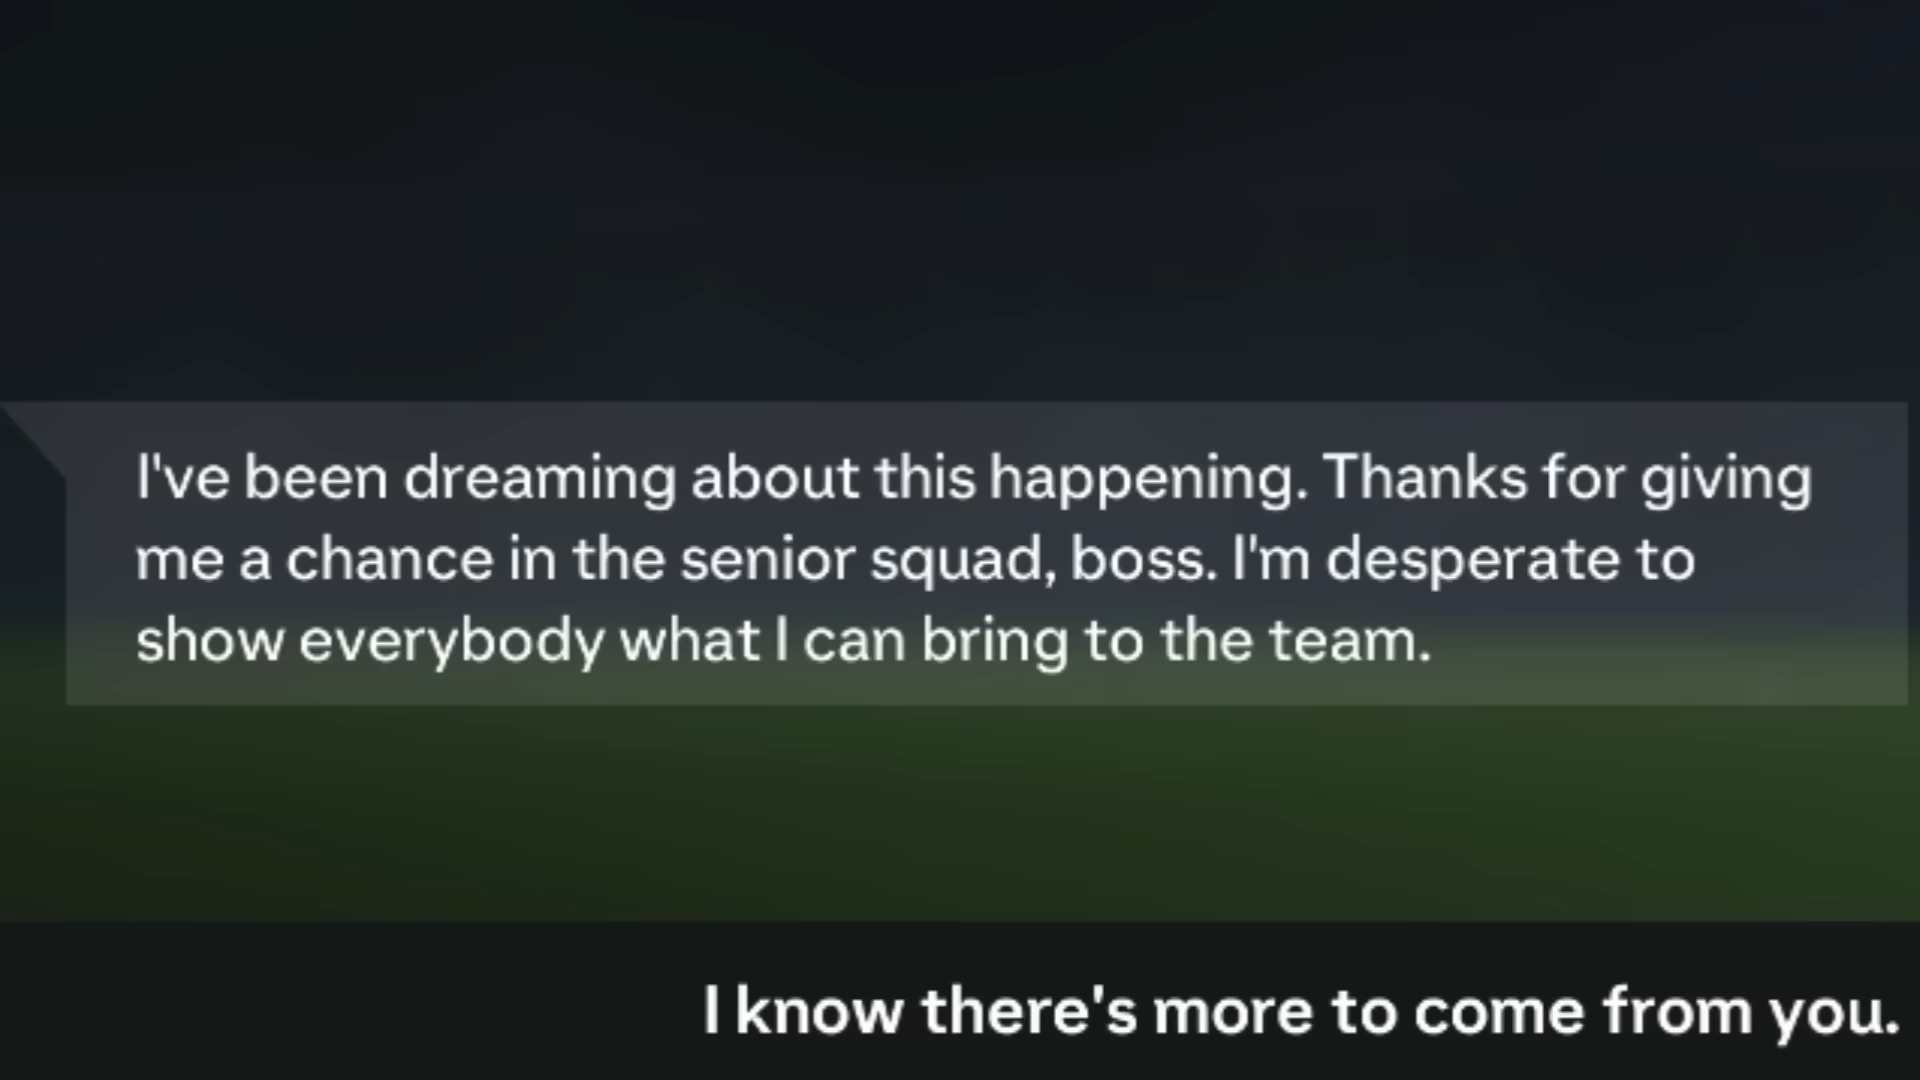 I've been dreaming about this happening. Thanks for giving
me a chance in the senior squad, boss. I'm desperate to
show everybody what I can bring to the team.
I know there's more to come from you.